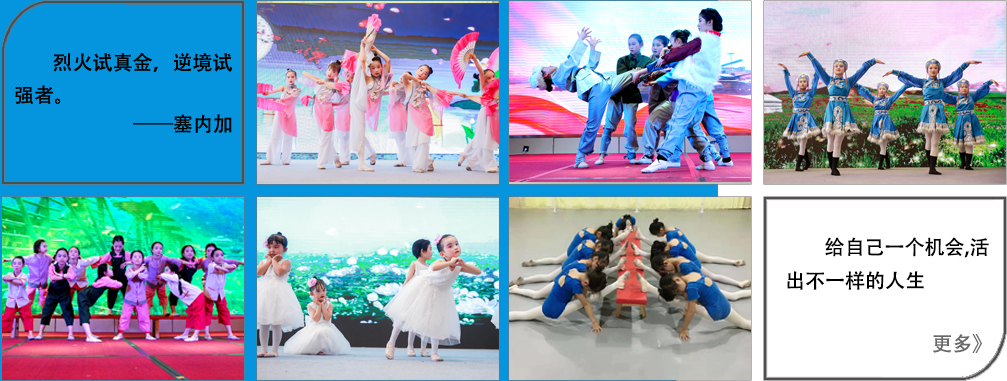 烈火试真金，逆境试
强者。
——塞内加
给自己一个机会,活
出不一样的人生
更多》